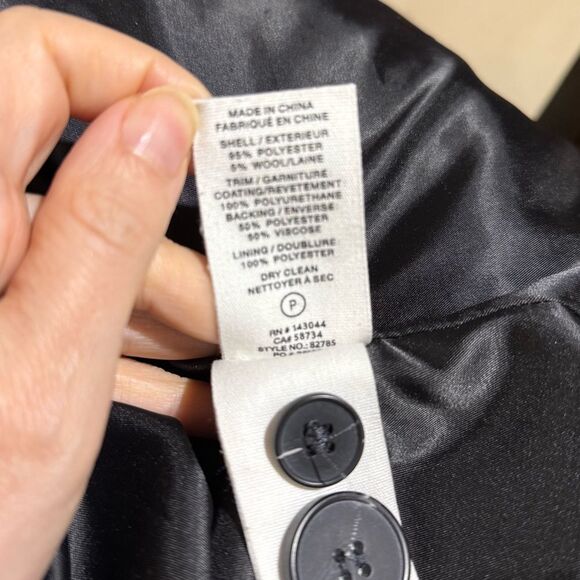 MADE IN CHINA
FABRIQUÉ EN CHINE
SHELL / EXTERIEUR
95% POLYESTER
5% WOOL/LAINE
TRIM / GARNITURE
COATING/REVETEMENT
100% POLYURETHANE
BACKING / ENVERSE
50% POLYESTER
50% VISCOSE
LINING / DOUBLURE
100% POLYESTER
DRY CLEAN
NETTOYER À SEC
P
RN # 143044
CA# 58734
STYLE NO.: 82785
PO #